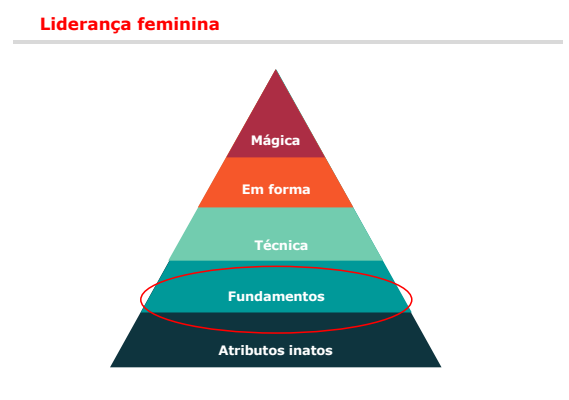 Liderança feminina
Mágica
Em forma
Técnica
Fundamentos
Atributos inatos